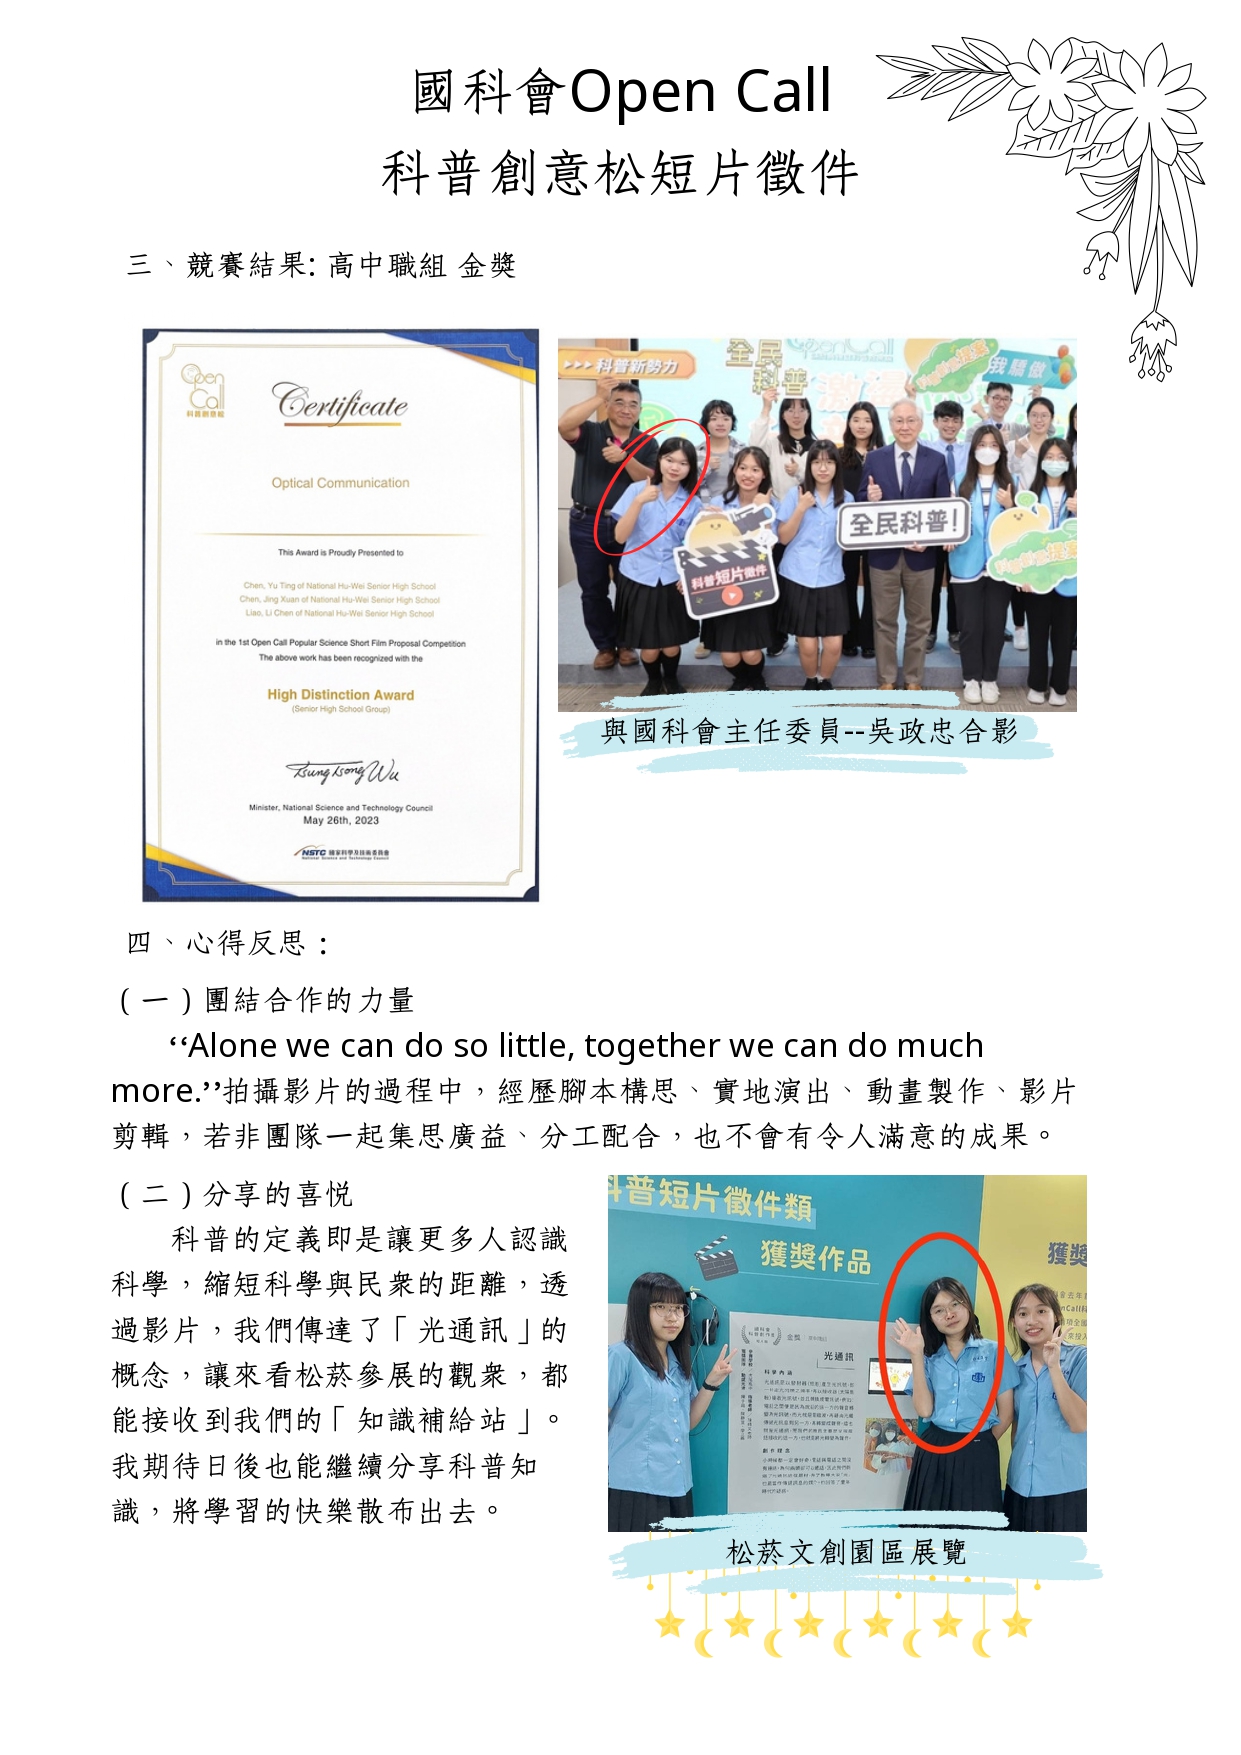 國科會Open Call
科普創意松短片徵件
三、競賽結果: 高中職組 金獎
Open
Call
科普創意松
Certificate
Optical Communication
This Award is Proudly Presented to
Chen, Yu Ting of National Hu-Wei Senior High School
Chen, Jing Xuan of National Hu-Wei Senior High School
Liao, Li Chen of National Hu-Wei Senior High School
in the 1st Open Call Popular Science Short Film Proposal Competition
The above work has been recognized with the
High Distinction Award
(Senior High School Group)
Tsung Tsong Wu
Minister, National Science and Technology Council
May 26th, 2023
NSTC 國家科學及技術委員會
National Science and Technology Council
科普新勢力
全民
科普
我驕傲
全民科普!
科普短片徵件
與國科會主任委員--吳政忠合影
四、心得反思：
(一)團結合作的力量
“Alone we can do so little, together we can do much
more.”拍攝影片的過程中，經歷腳本構思、實地演出、動畫製作、影片
剪輯，若非團隊一起集思廣益、分工配合，也不會有令人滿意的成果。
(二)分享的喜悅
科普的定義即是讓更多人認識
科學，縮短科學與民眾的距離，透
過影片，我們傳達了「光通訊」的
概念，讓來看松菸參展的觀眾，都
能接收到我們的「知識補給站」。
我期待日後也能繼續分享科普知
識，將學習的快樂散布出去。
科普短片徵件類
獲獎作品
獲獎
金獎
光通訊
科學內涵
創作理念
松菸文創園區展覽